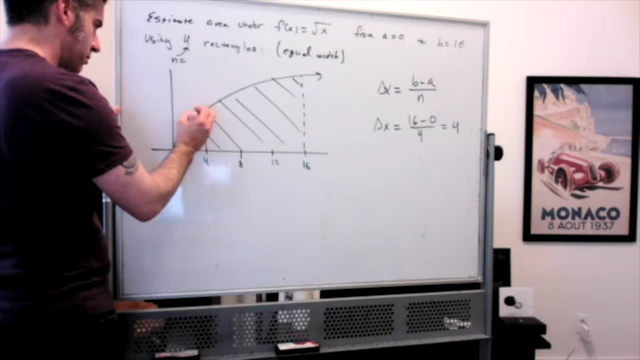 Estimate area under f(x) = √x from a=0 to b=16
Using 4 rectangles: (equal width)
n=
Δx = b-a / n
Δx = 16-0 / 4 = 4
4 8 12 16
MONACO
8 AOUT 1937